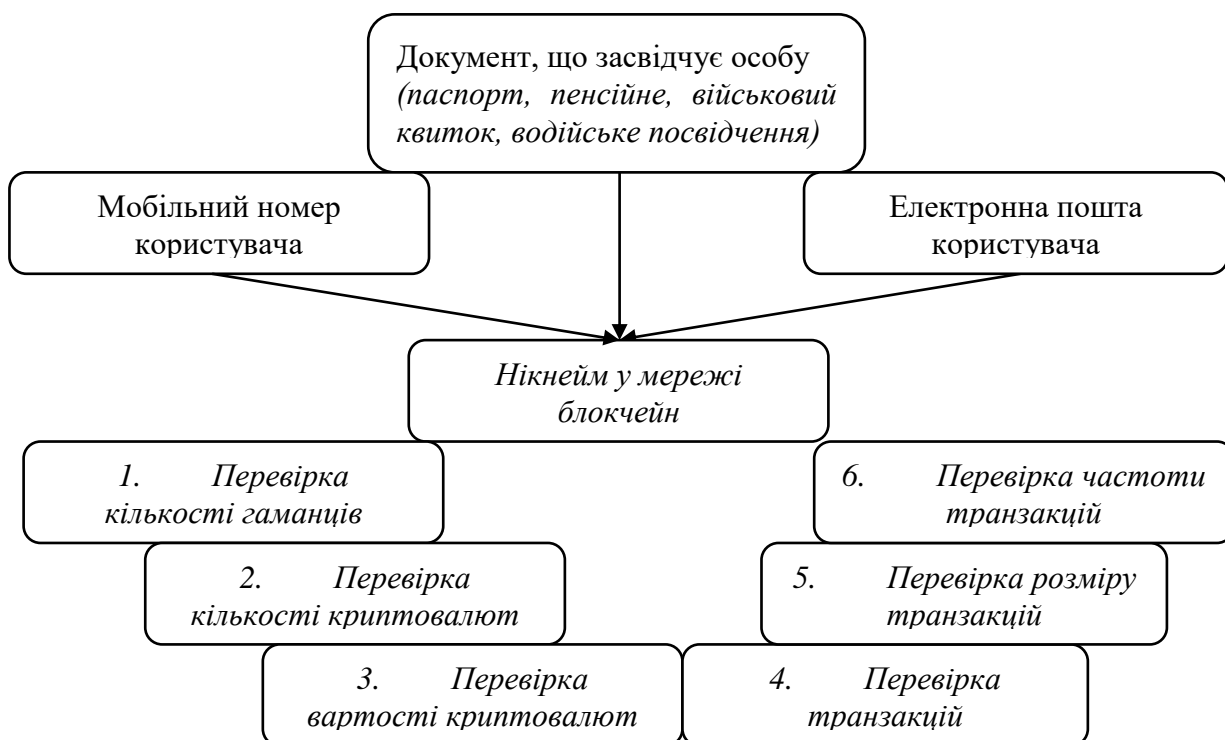 Документ, що засвідчує особу
(паспорт, пенсійне, військовий
квиток, водійське посвідчення)
Мобільний номер
користувача
Електронна пошта
користувача
Нікнейм у мережі
блокчейн
1. Перевірка
кількості гаманців
6. Перевірка частоти
транзакцій
2. Перевірка
кількості криптовалют
5. Перевірка розміру
транзакцій
3. Перевірка
вартості криптовалют
4. Перевірка
транзакцій